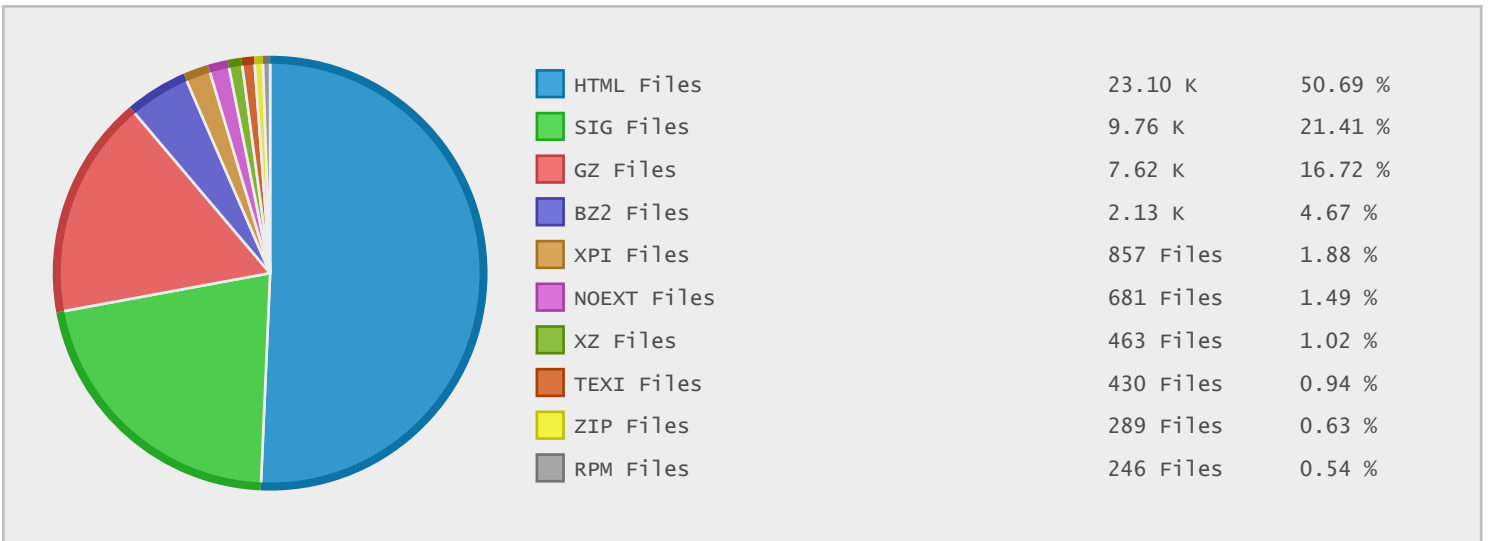 HTML Files 23.10 K 50.69 %
SIG Files 9.76 K 21.41 %
GZ Files 7.62 K 16.72 %
BZ2 Files 2.13 K 4.67 %
XPI Files 857 Files 1.88 %
NOEXT Files 681 Files 1.49 %
XZ Files 463 Files 1.02 %
TEXI Files 430 Files 0.94 %
ZIP Files 289 Files 0.63 %
RPM Files 246 Files 0.54 %